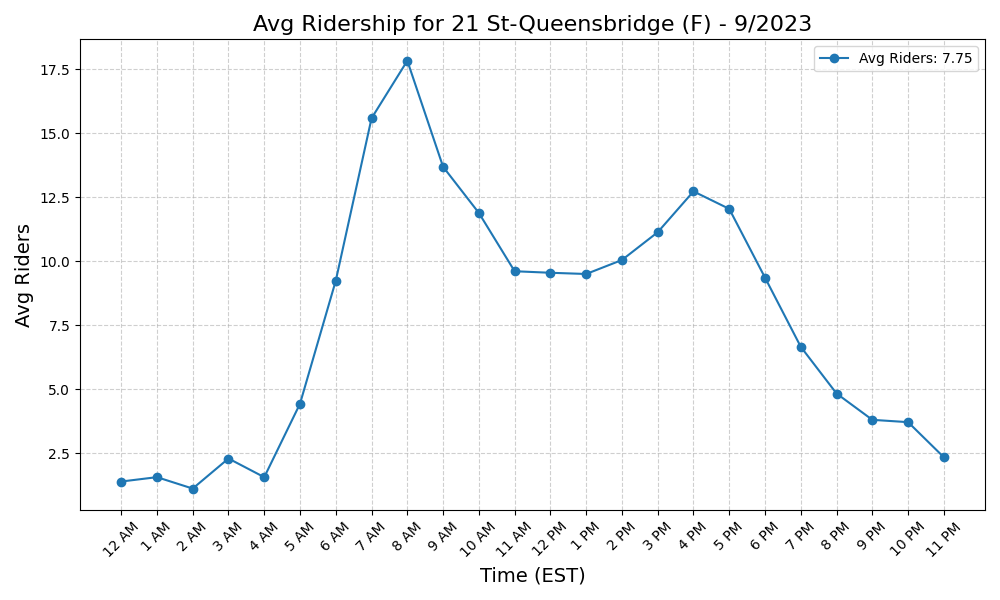 Avg Ridership for 21 St-Queensbridge (F) - 9/2023
Avg Riders: 7.75
Avg Riders
17.5
15.0
12.5
10.0
7.5
5.0
2.5
12 AM
1 AM
2 AM
3 AM
4 AM
5 AM
6 AM
7 AM
8 AM
9 AM
10 AM
11 AM
12 PM
1 PM
2 PM
3 PM
4 PM
5 PM
6 PM
7 PM
8 PM
9 PM
10 PM
11 PM
Time (EST)